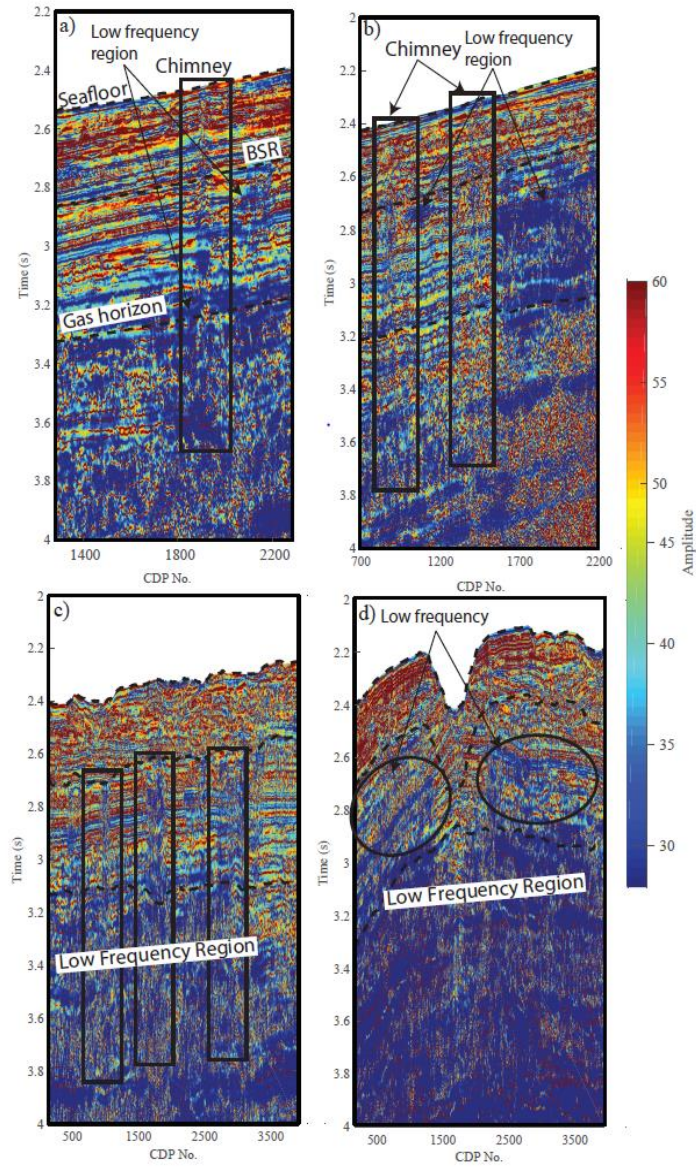 a)
Low frequency
region
Chimney
Seafloor
BSR
Gas horizon
2.2
2.4
2.6
2.8
3
3.2
3.4
3.6
3.8
4
Time (s)
1400
1800
2200
CDP No.
b)
Low frequency
region
Chimney
2
2.2
2.4
2.6
2.8
3
3.2
3.4
3.6
3.8
4
Time (s)
700
1200
1700
2200
CDP No.
60
55
50
45
40
35
30
Amplitude
c)
Low Frequency Region
2
2.2
2.4
2.6
2.8
3
3.2
3.4
3.6
3.8
4
Time (s)
500
1500
2500
3500
CDP No.
d)
Low frequency
Low Frequency Region
2
2.2
2.4
2.6
2.8
3
3.2
3.4
3.6
3.8
4
Time (s)
500
1500
2500
3500
CDP No.